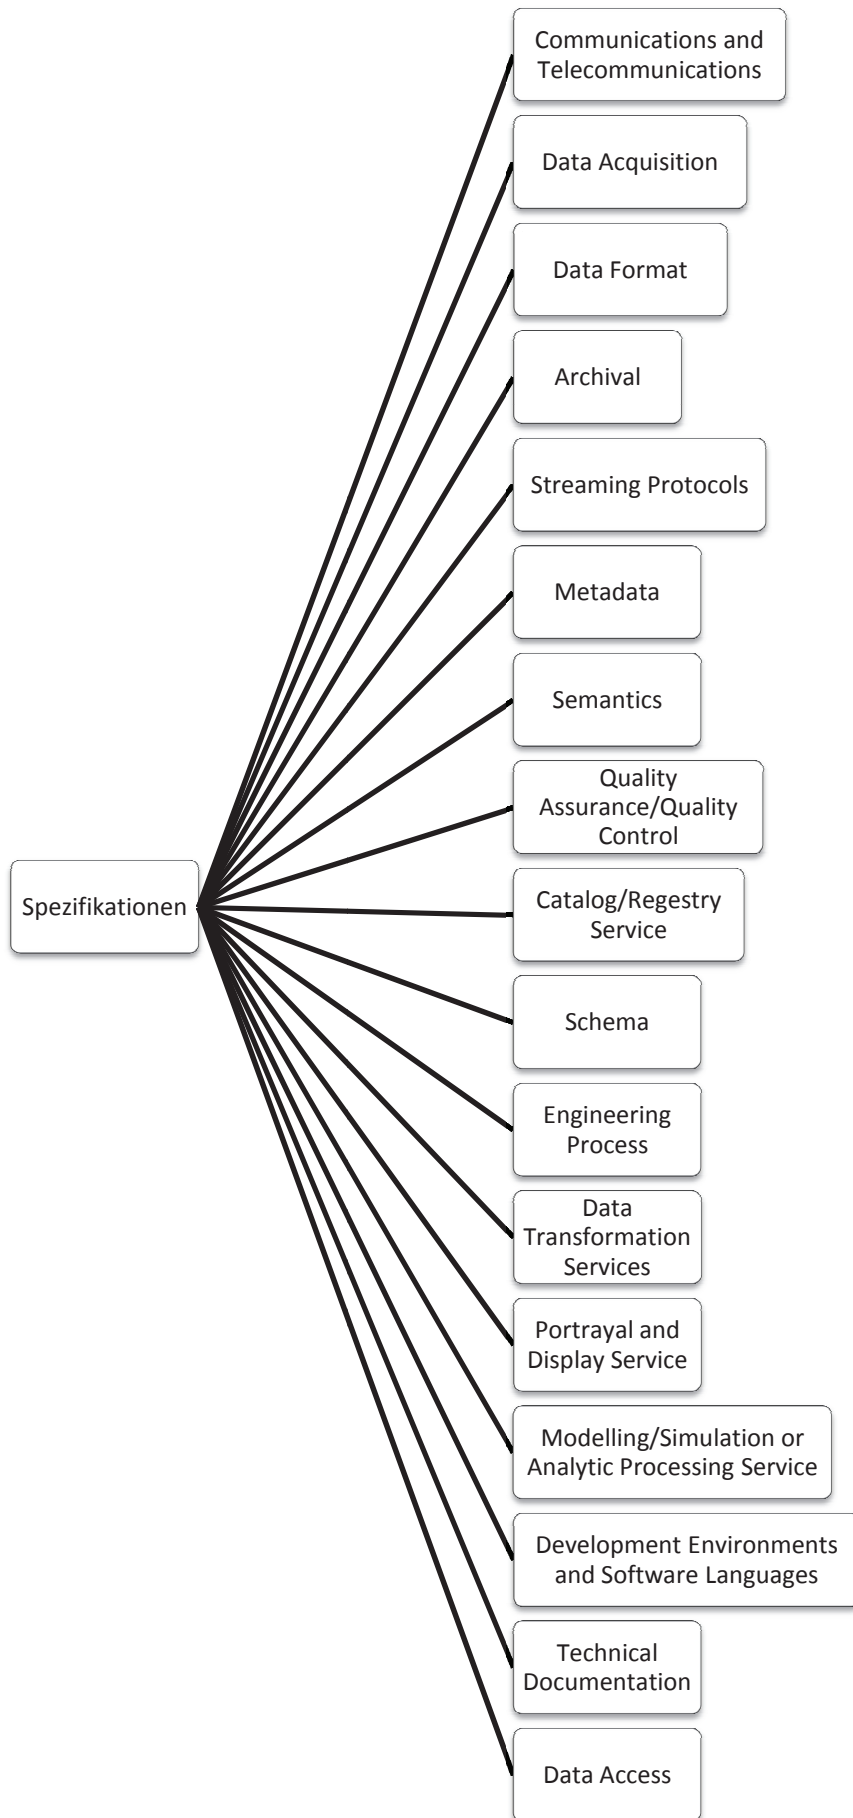 Communications and
Telecommunications
Data Acquisition
Data Format
Archival
Streaming Protocols
Metadata
Semantics
Quality
Assurance/Quality
Control
Spezifikationen
Catalog/Regestry
Service
Schema
Engineering
Process
Data
Transformation
Services
Portrayal and
Display Service
Modelling/Simulation or
Analytic Processing Service
Development Environments
and Software Languages
Technical
Documentation
Data Access